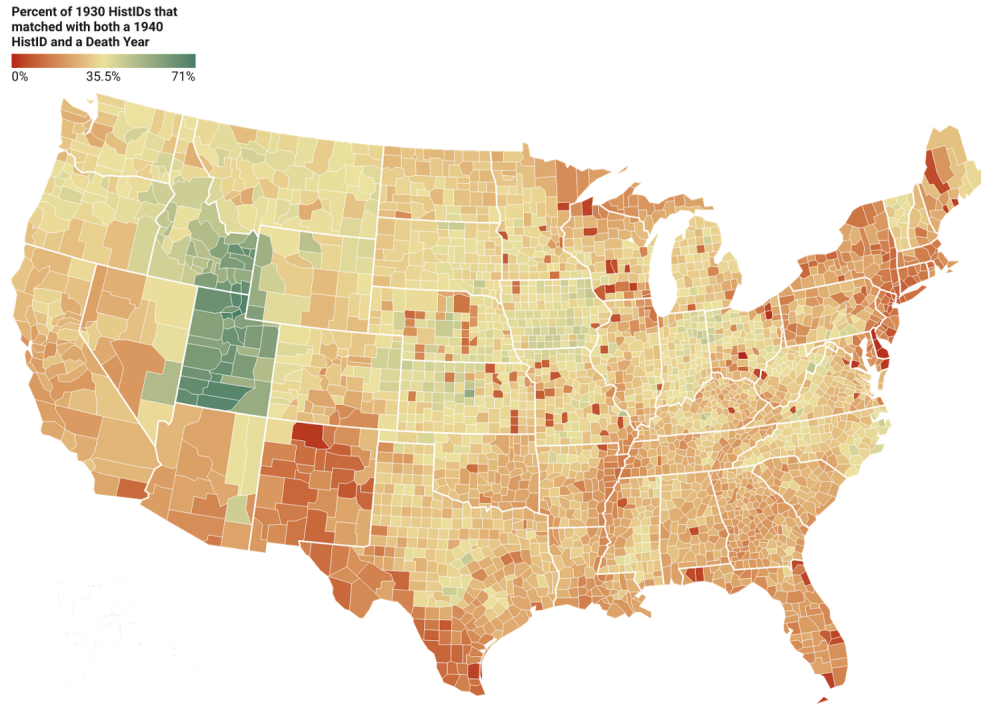 Percent of 1930 HistIDs that
matched with both a 1940
HistID and a Death Year
0% 35.5% 71%